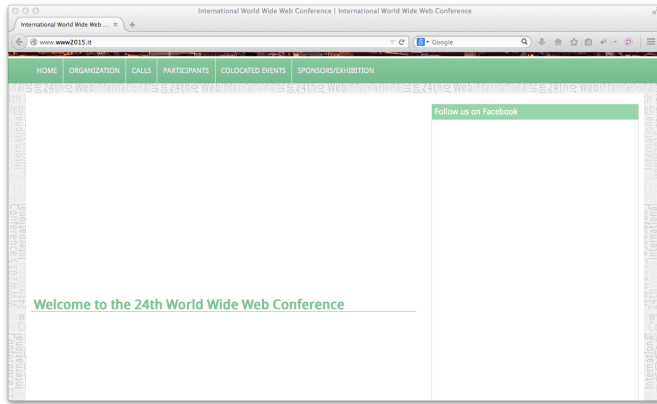 International World Wide Web Conference | International World Wide Web Conference
International World Wide Web ...
www.www2015.it
Google
HOME ORGANIZATION CALLS PARTICIPANTS COLOCATED EVENTS SPONSORS/EXHIBITION
Follow us on Facebook
Welcome to the 24th World Wide Web Conference